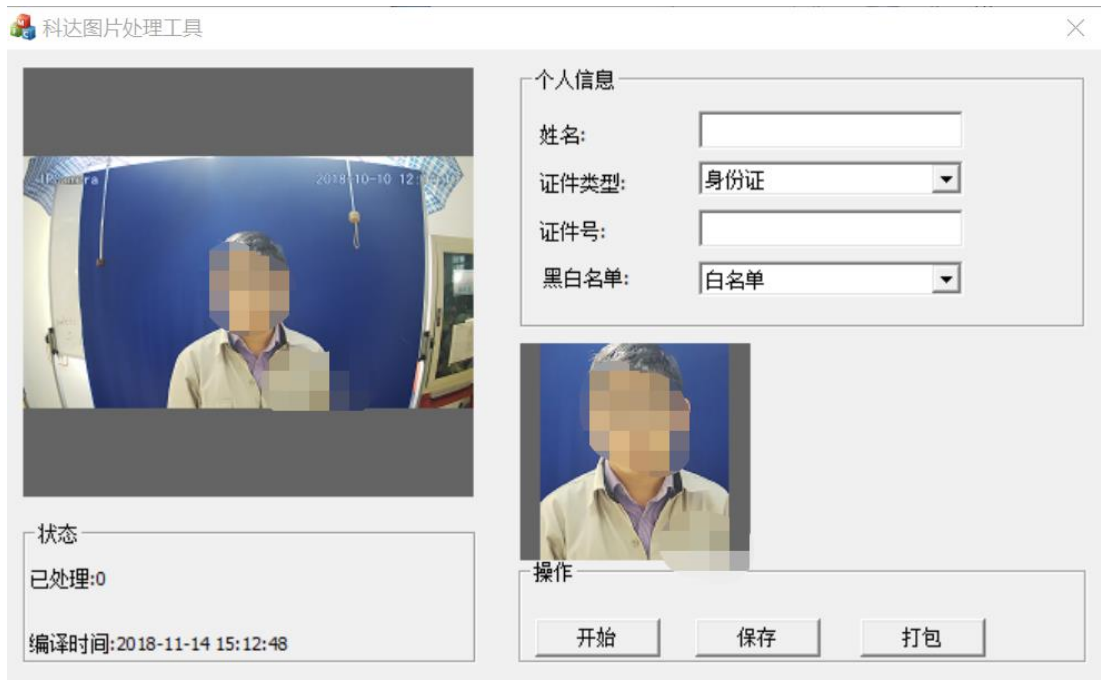 科达图片处理工具
2018-10-10 12:
个人信息
姓名:
证件类型: 身份证
证件号:
黑白名单: 白名单
状态
已处理:0
编译时间:2018-11-14 15:12:48
操作
开始 保存 打包